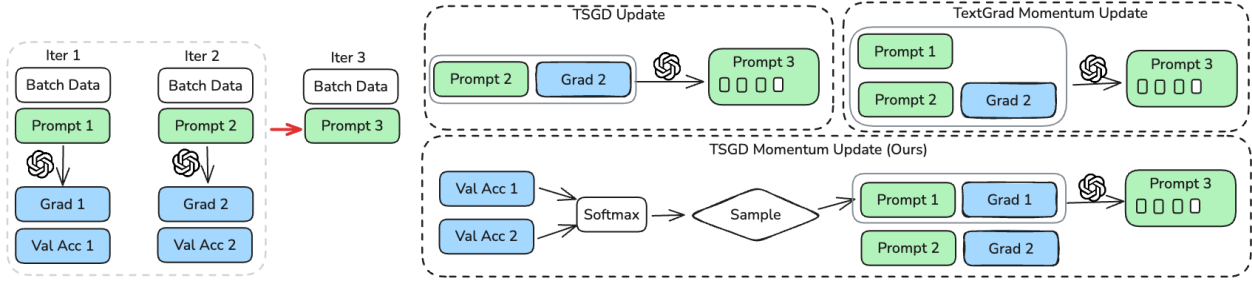 Iter 1
Batch Data
Prompt 1
Grad 1
Val Acc 1
Iter 2
Batch Data
Prompt 2
Grad 2
Val Acc 2
Iter 3
Batch Data
Prompt 3
TSGD Update
Prompt 2
Grad 2
Prompt 3
TextGrad Momentum Update
Prompt 1
Prompt 2
Grad 2
Prompt 3
TSGD Momentum Update (Ours)
Val Acc 1
Val Acc 2
Softmax
Sample
Prompt 1
Grad 1
Prompt 2
Grad 2
Prompt 3